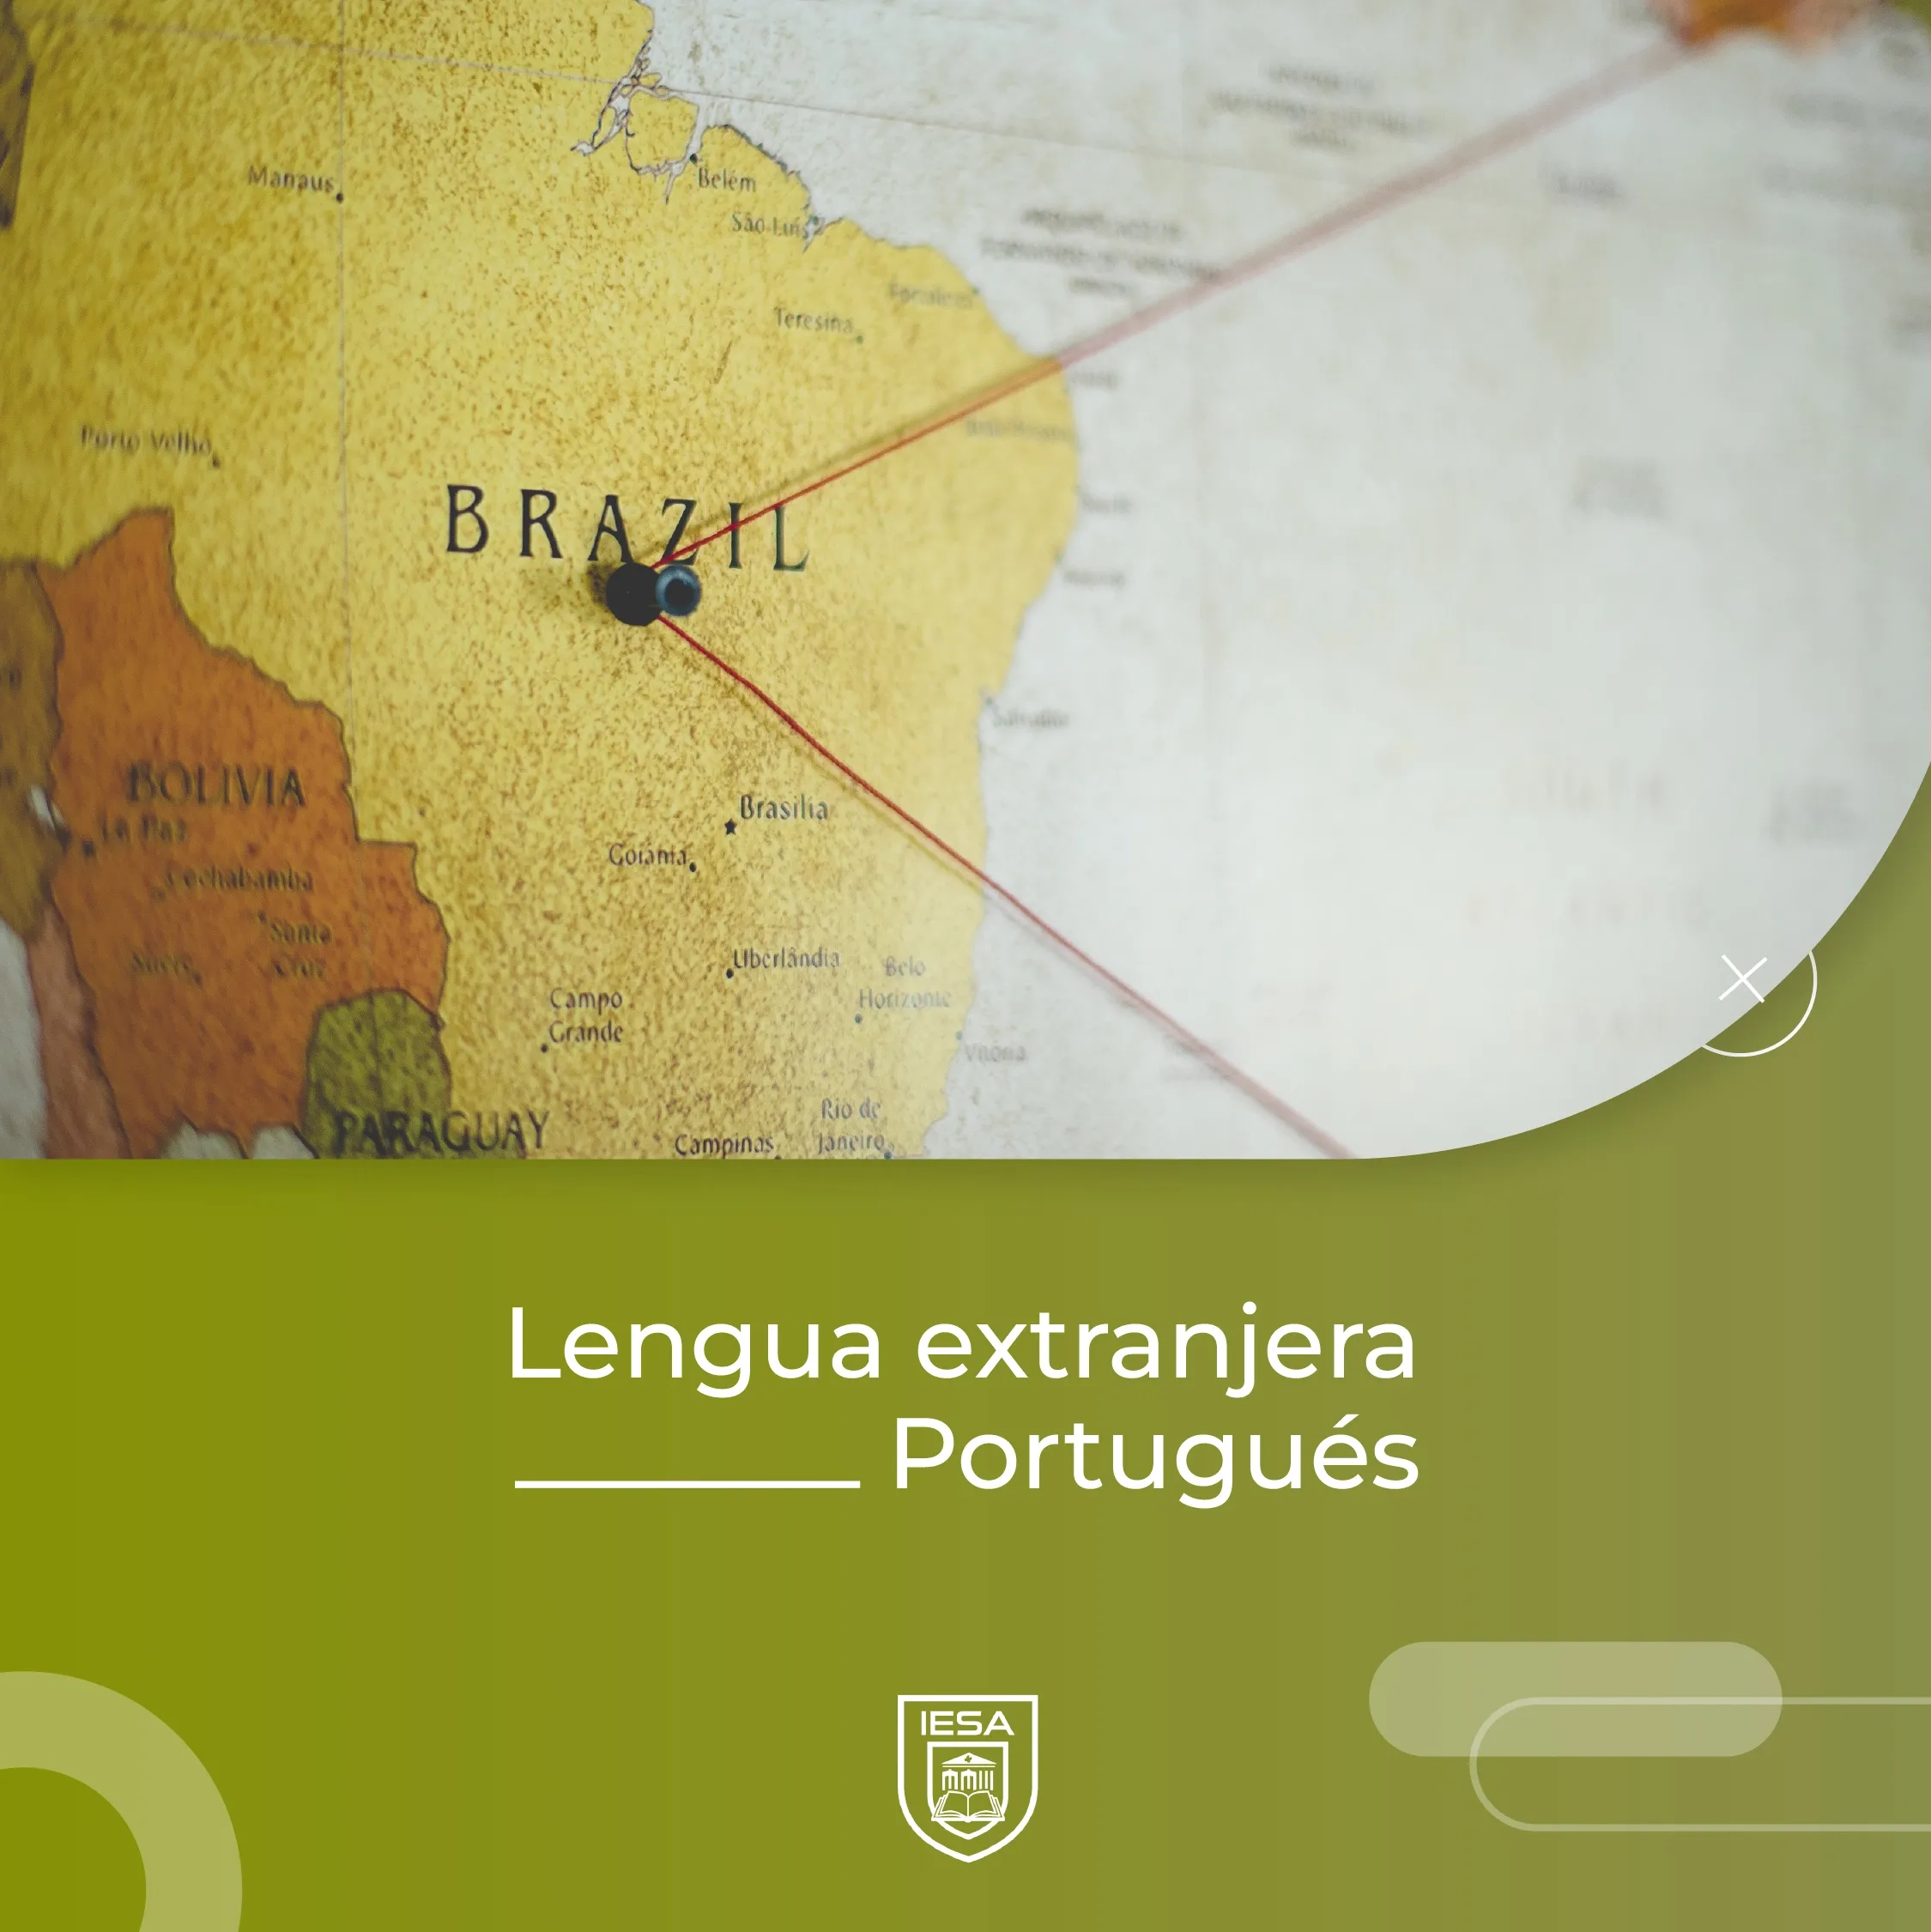 Manaus
Belém
São Luís
Fortaleza
Teresina
Porto Velho
BRAZIL
Salvador
BOLIVIA
La Paz
Brasilia
Goiânia
Cochabamba
Santa
Cruz
Sucre
Uberlândia
Belo
Horizonte
Campo
Grande
Vitória
PARAGUAY
Rio de
Janeiro
Campinas
Lengua extranjera
Portugués
IESA